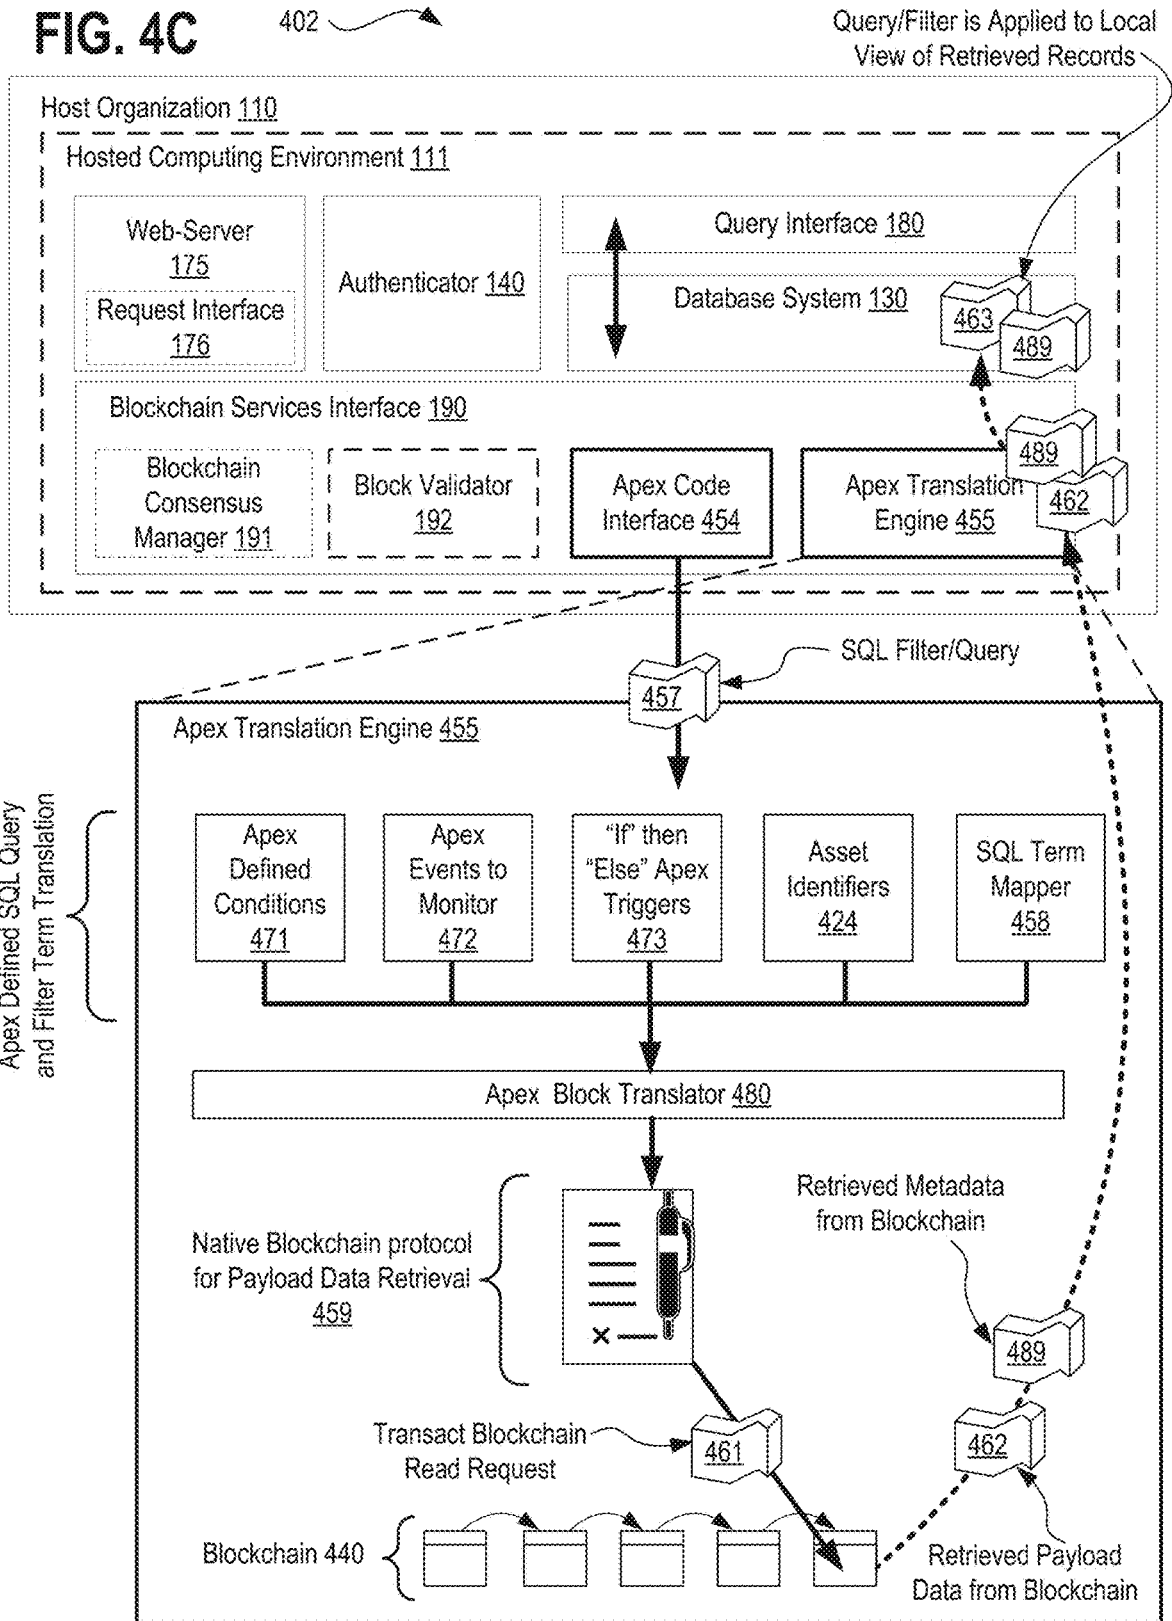 FIG. 4C
402
Query/Filter is Applied to Local
View of Retrieved Records
Host Organization 110
Hosted Computing Environment 111
Web-Server
175
Request Interface
176
Authenticator 140
Query Interface 180
Database System 130
463
489
Blockchain Services Interface 190
Blockchain
Consensus
Manager 191
Block Validator
192
Apex Code
Interface 454
Apex Translation
Engine 455
489
462
SQL Filter/Query
457
Apex Translation Engine 455
Apex Defined SQL Query
and Filter Term Translation
Apex
Defined
Conditions
471
Apex
Events to
Monitor
472
"If" then
"Else" Apex
Triggers
473
Asset
Identifiers
424
SQL Term
Mapper
458
Apex Block Translator 480
Native Blockchain protocol
for Payload Data Retrieval
459
X
Retrieved Metadata
from Blockchain
489
462
Transact Blockchain
Read Request
461
Blockchain 440
Retrieved Payload
Data from Blockchain